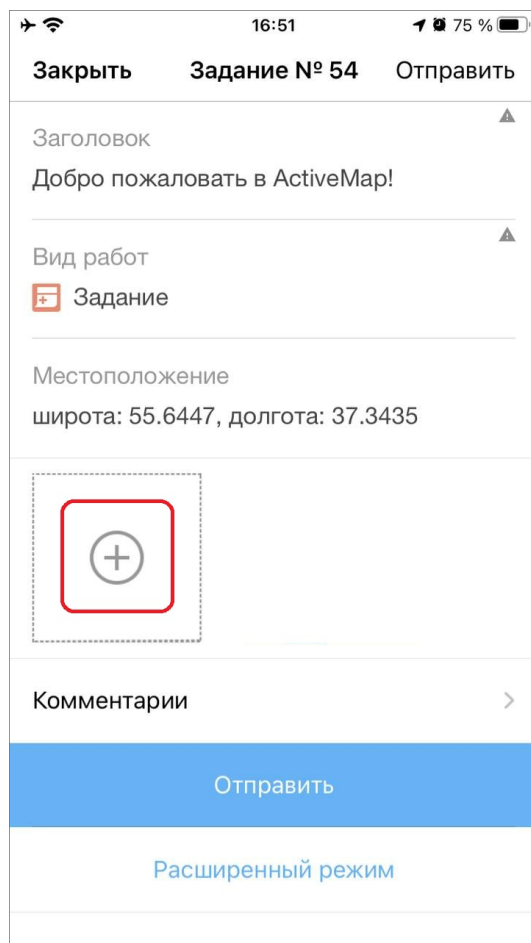 16:51
75 %
Закрыть Задание № 54 Отправить
Заголовок
Добро пожаловать в ActiveMap!
Вид работ
Задание
Местоположение
широта: 55.6447, долгота: 37.3435
Комментарии
Отправить
Расширенный режим